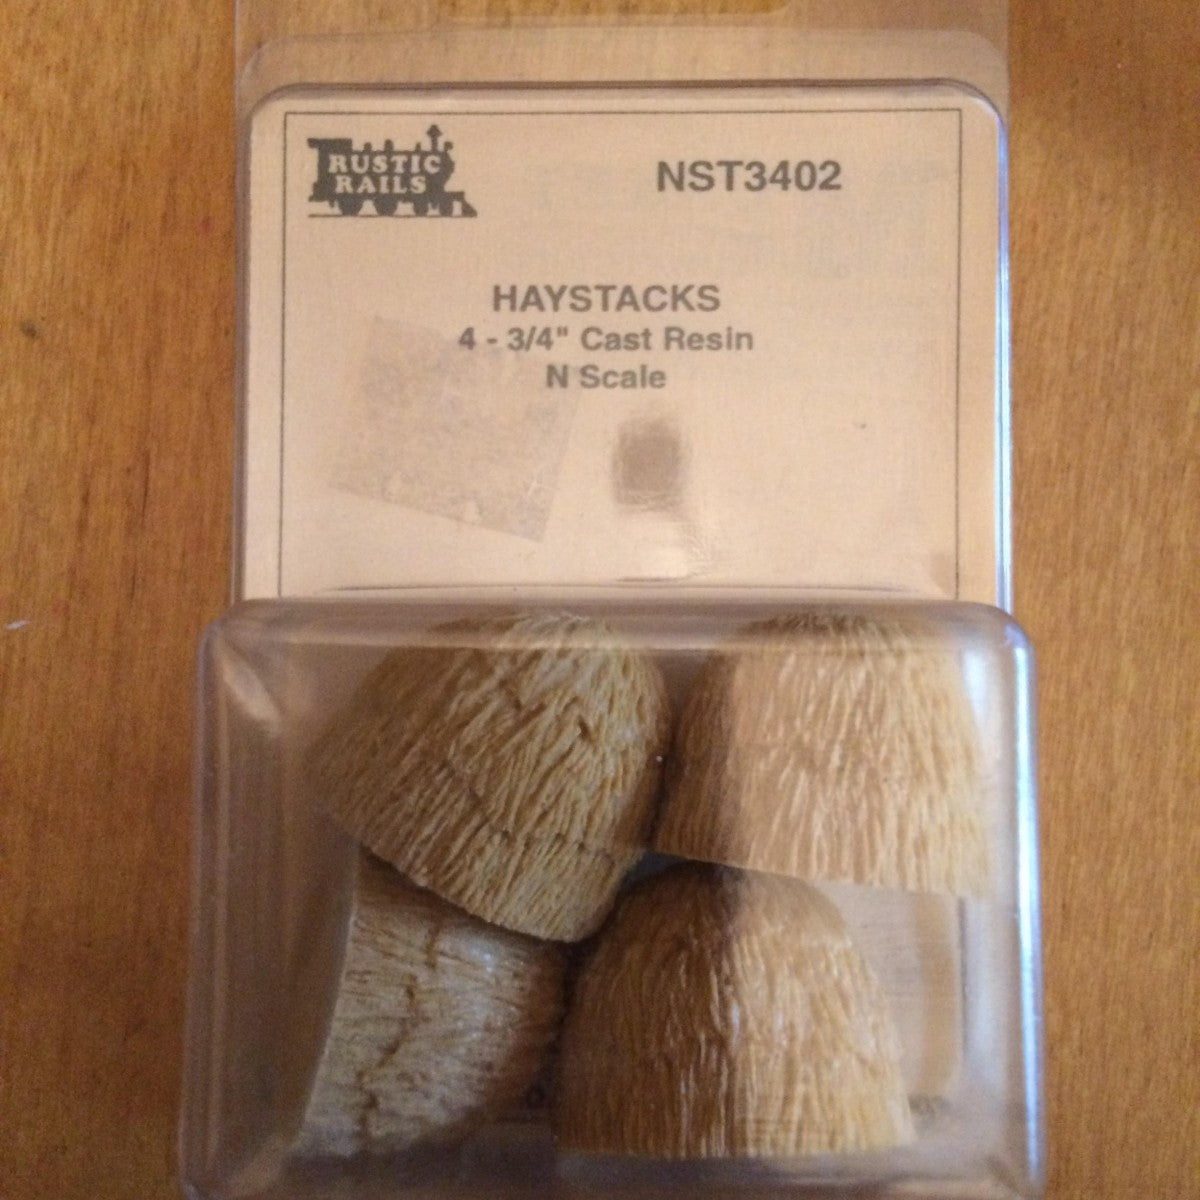 RUSTIC
RAILS
NST3402
HAYSTACKS
4 - 3/4" Cast Resin
N Scale